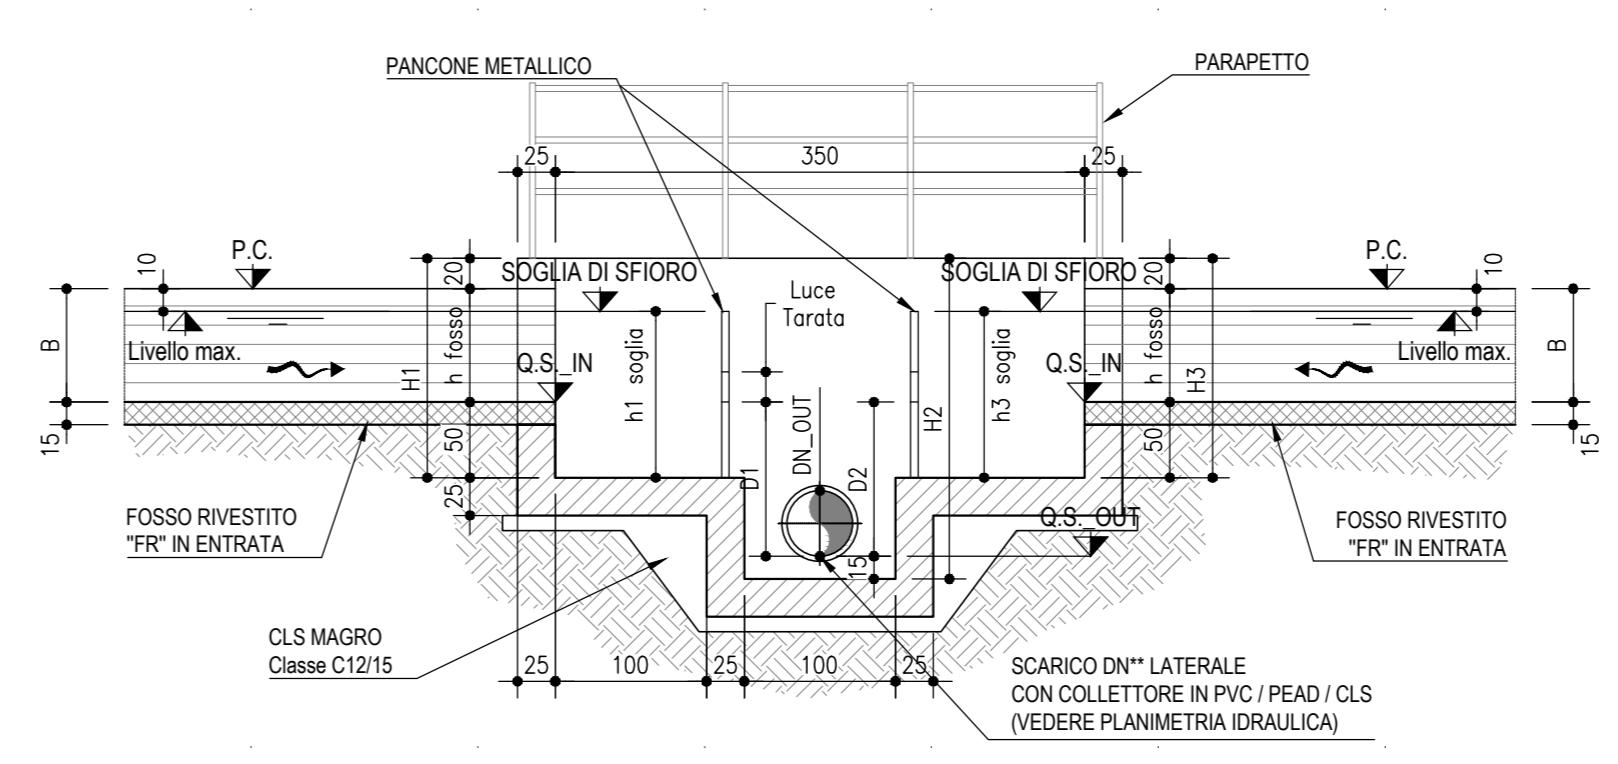 PANCONE METALLICO
PARAPETTO
25
350
25
P.C.
P.C.
10
20
SOGLIA DI SFIORO
SOGLIA DI SFIORO
20
10
Luce
Tarata
B
Livello max.
H1
h fosso
Q.S._IN
h1 soglia
DN_OUT
H2
h3 soglia
Q.S._IN
h fosso
H3
Livello max.
B
15
50
D1
D2
50
15
25
FOSSO RIVESTITO
"FR" IN ENTRATA
Q.S._OUT
FOSSO RIVESTITO
"FR" IN ENTRATA
15
CLS MAGRO
Classe C12/15
25
100
25
100
25
SCARICO DN** LATERALE
CON COLLETTORE IN PVC / PEAD / CLS
(VEDERE PLANIMETRIA IDRAULICA)